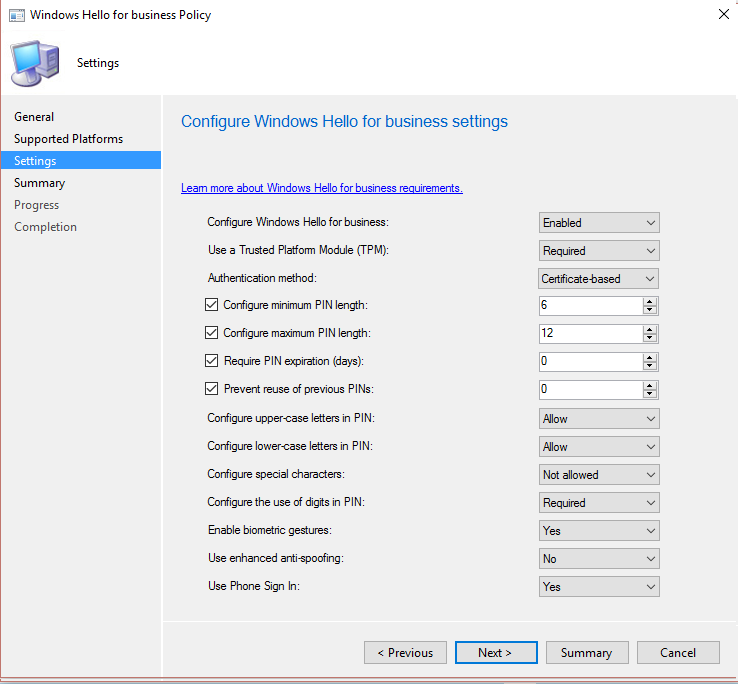 Windows Hello for business Policy
Settings
General
Supported Platforms
Settings
Summary
Progress
Completion
Configure Windows Hello for business settings
Learn more about Windows Hello for business requirements.
Configure Windows Hello for business: Enabled
Use a Trusted Platform Module (TPM): Required
Authentication method: Certificate-based
Configure minimum PIN length: 6
Configure maximum PIN length: 12
Require PIN expiration (days): 0
Prevent reuse of previous PINs: 0
Configure upper-case letters in PIN: Allow
Configure lower-case letters in PIN: Allow
Configure special characters: Not allowed
Configure the use of digits in PIN: Required
Enable biometric gestures: Yes
Use enhanced anti-spoofing: No
Use Phone Sign In: Yes
< Previous Next > Summary Cancel